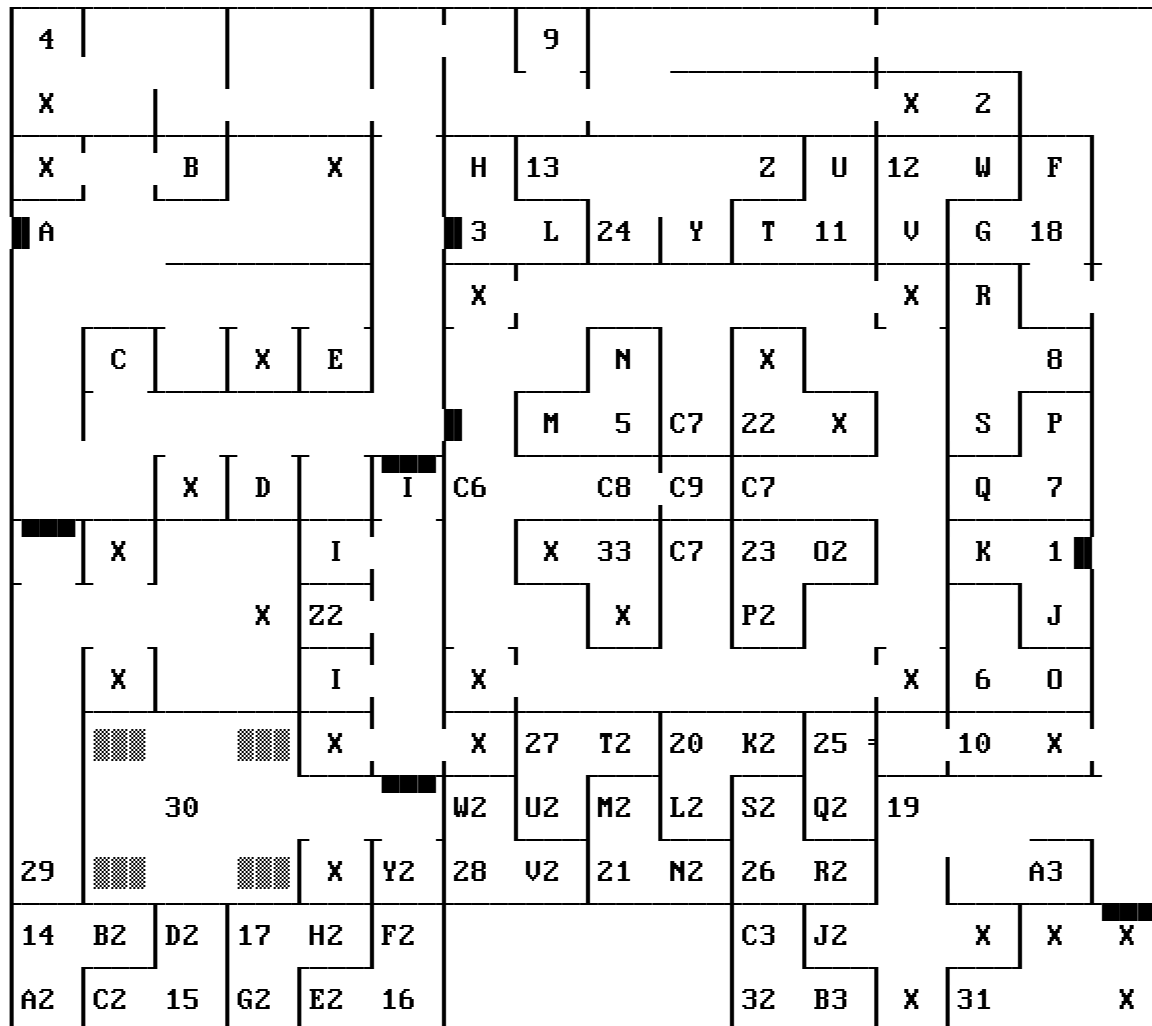 4 9
X X 2
X B X H 13 Z U 12 W F
A 3 L 24 Y T 11 V G 18
X X R
C X E N X 8
M 5 C7 22 X S P
X D I C6 C8 C9 C7 Q 7
X I X 33 C7 23 O2 K 1
X Z2 X P2 J
X I X X 6 O
X X 27 T2 20 K2 25 = 10 X
30 W2 U2 M2 L2 S2 Q2 19
29 X Y2 28 V2 21 N2 26 R2 A3
14 B2 D2 17 H2 F2 C3 J2 X X X
A2 C2 15 G2 E2 16 32 B3 X 31 X